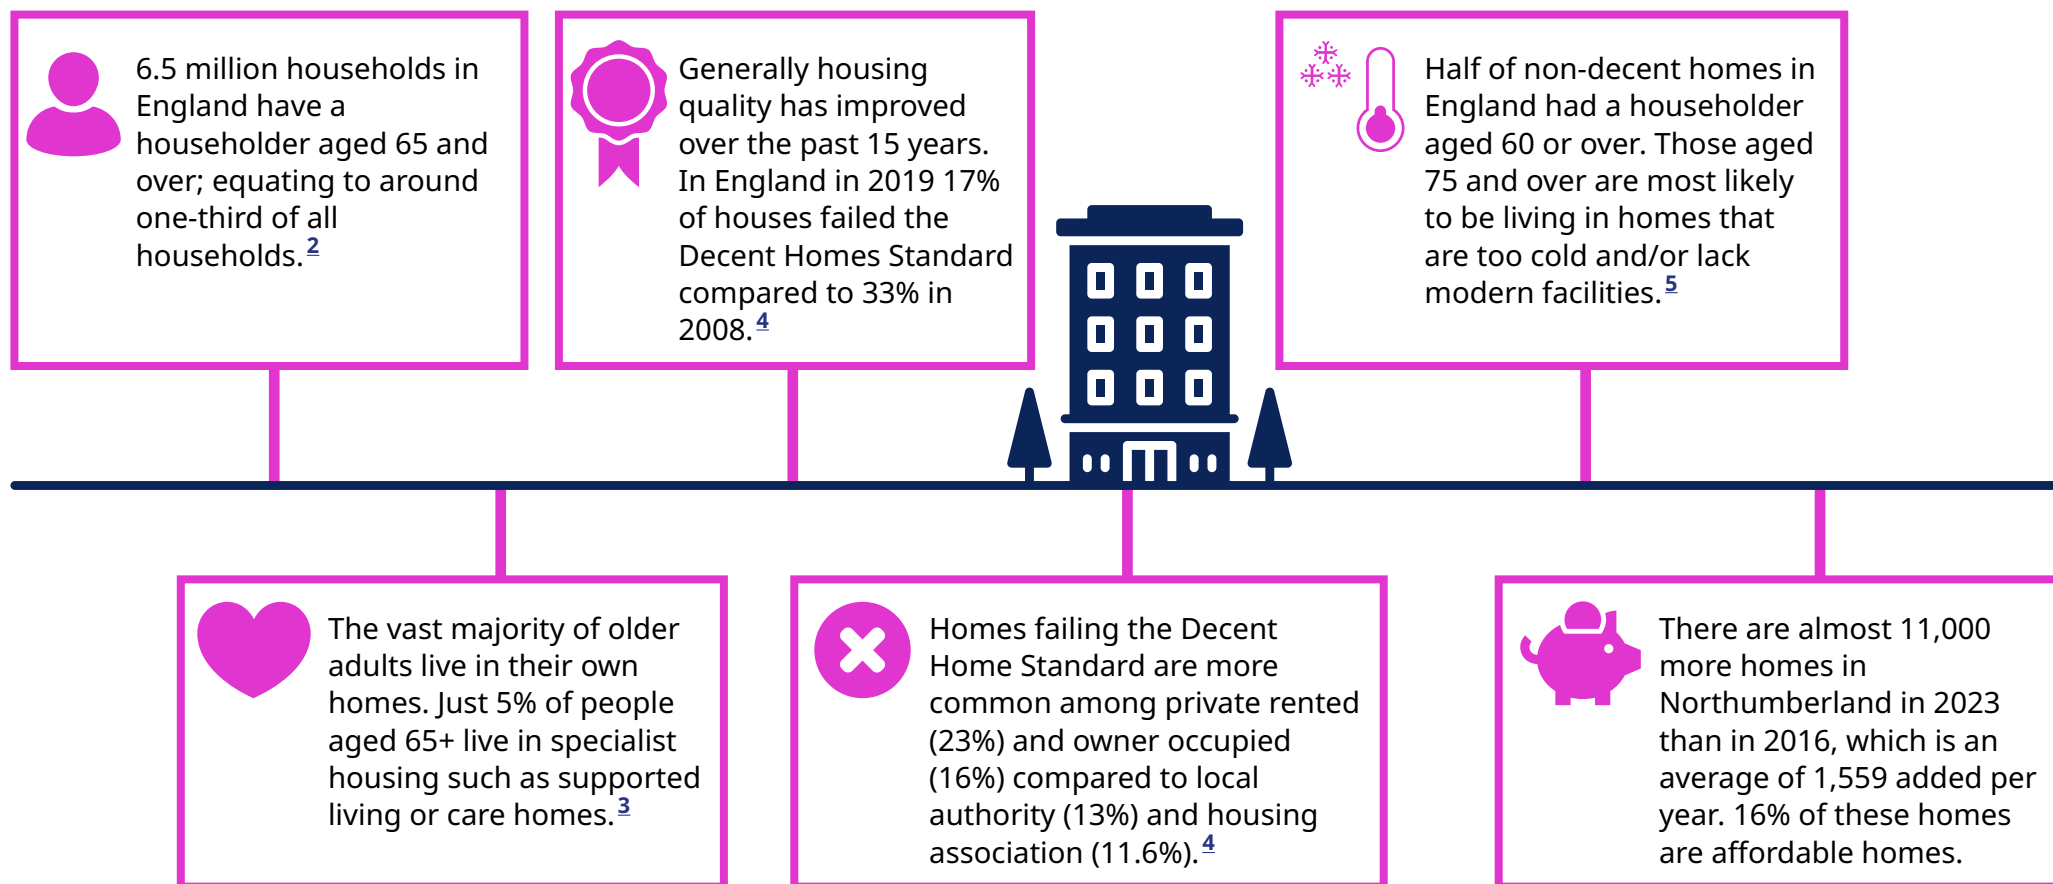 6.5 million households in
England have a
householder aged 65 and
over; equating to around
one-third of all
households. 2
Generally housing
quality has improved
over the past 15 years.
In England in 2019 17%
of houses failed the
Decent Homes Standard
compared to 33% in
2008. 4
Half of non-decent homes in
England had a householder
aged 60 or over. Those aged
75 and over are most likely
to be living in homes that
are too cold and/or lack
modern facilities. 5
The vast majority of older
adults live in their own
homes. Just 5% of people
aged 65+ live in specialist
housing such as supported
living or care homes. 3
Homes failing the Decent
Home Standard are more
common among private rented
(23%) and owner occupied
(16%) compared to local
authority (13%) and housing
association (11.6%). 4
There are almost 11,000
more homes in
Northumberland in 2023
than in 2016, which is an
average of 1,559 added per
year. 16% of these homes
are affordable homes.